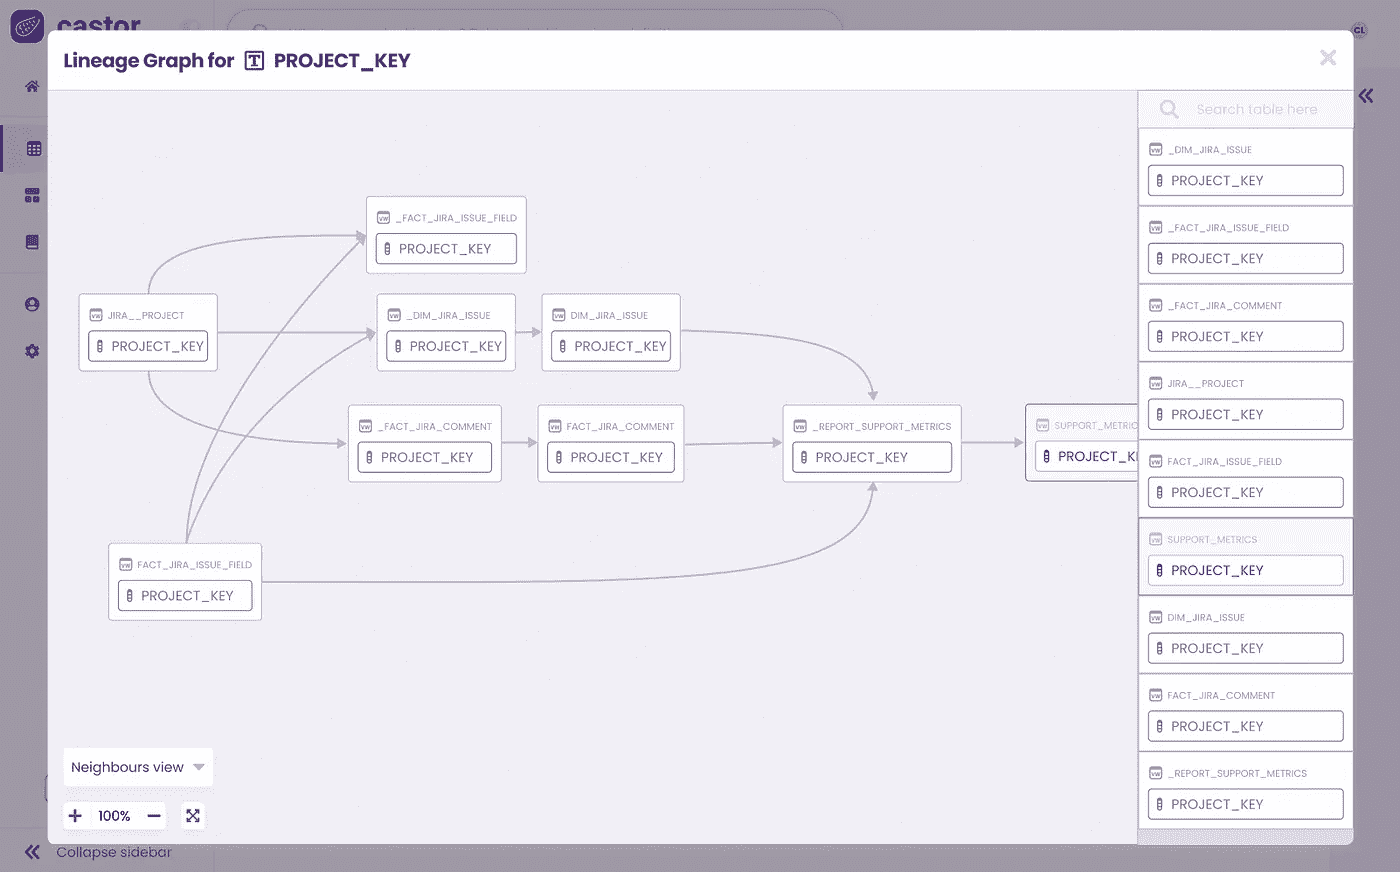 castor
CL
Lineage Graph for PROJECT_KEY
Search table here
_FACT_JIRA_ISSUE_FIELD
PROJECT_KEY
JIRA__PROJECT
PROJECT_KEY
_DIM_JIRA_ISSUE
PROJECT_KEY
DIM_JIRA_ISSUE
PROJECT_KEY
_FACT_JIRA_COMMENT
PROJECT_KEY
FACT_JIRA_COMMENT
PROJECT_KEY
_REPORT_SUPPORT_METRICS
PROJECT_KEY
SUPPORT_METRIC
PROJECT_K
FACT_JIRA_ISSUE_FIELD
PROJECT_KEY
_DIM_JIRA_ISSUE
PROJECT_KEY
_FACT_JIRA_ISSUE_FIELD
PROJECT_KEY
_FACT_JIRA_COMMENT
PROJECT_KEY
JIRA__PROJECT
PROJECT_KEY
FACT_JIRA_ISSUE_FIELD
PROJECT_KEY
SUPPORT_METRICS
PROJECT_KEY
DIM_JIRA_ISSUE
PROJECT_KEY
FACT_JIRA_COMMENT
PROJECT_KEY
_REPORT_SUPPORT_METRICS
PROJECT_KEY
Neighbours view
+ 100% −
Collapse sidebar